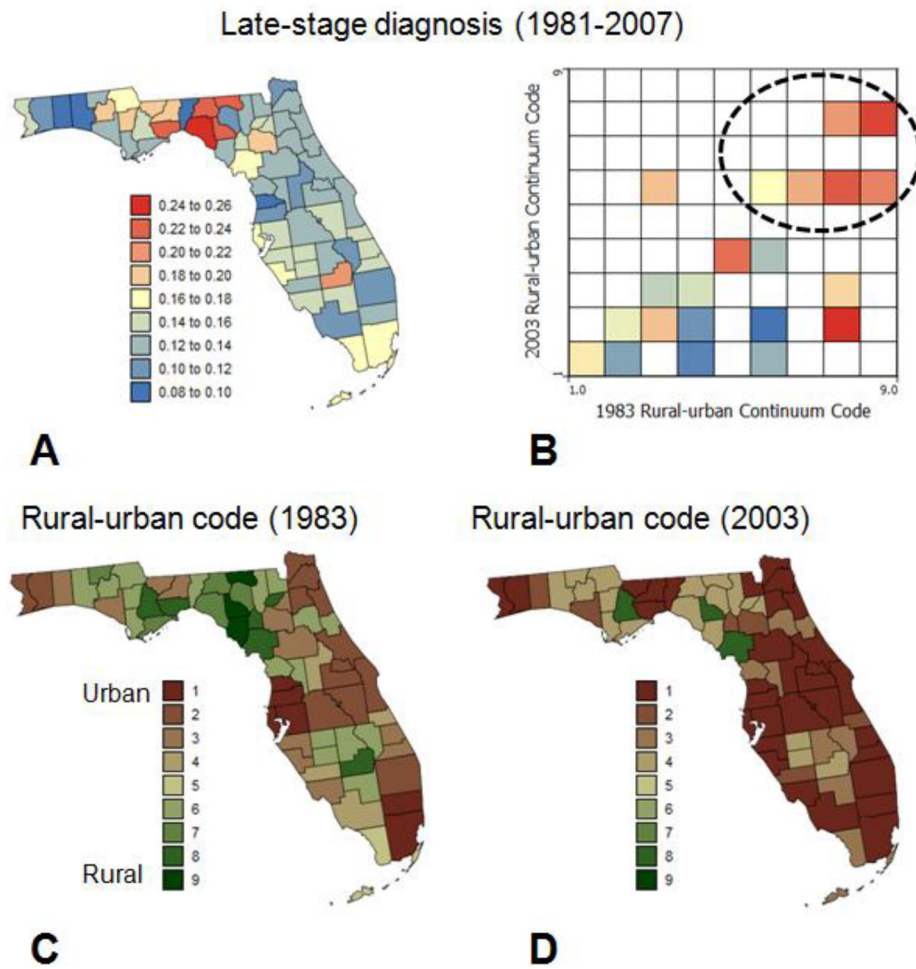 Late-stage diagnosis (1981-2007)
0.24 to 0.26
0.22 to 0.24
0.20 to 0.22
0.18 to 0.20
0.16 to 0.18
0.14 to 0.16
0.12 to 0.14
0.10 to 0.12
0.08 to 0.10
A
9
2003 Rural-urban Continuum Code
1
1.0
9.0
1983 Rural-urban Continuum Code
B
Rural-urban code (1983)
Urban
1
2
3
4
5
6
7
8
Rural
9
C
Rural-urban code (2003)
1
2
3
4
5
6
7
8
9
D